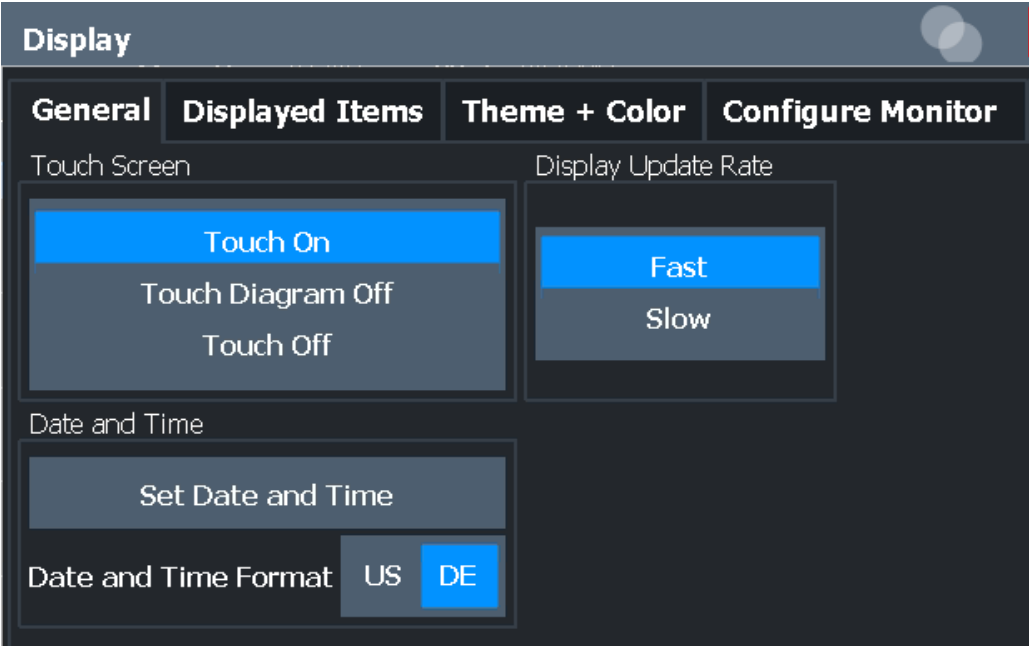 Display
General
Displayed Items
Theme + Color
Configure Monitor
Touch Screen
Touch On
Touch Diagram Off
Touch Off
Display Update Rate
Fast
Slow
Date and Time
Set Date and Time
Date and Time Format US DE